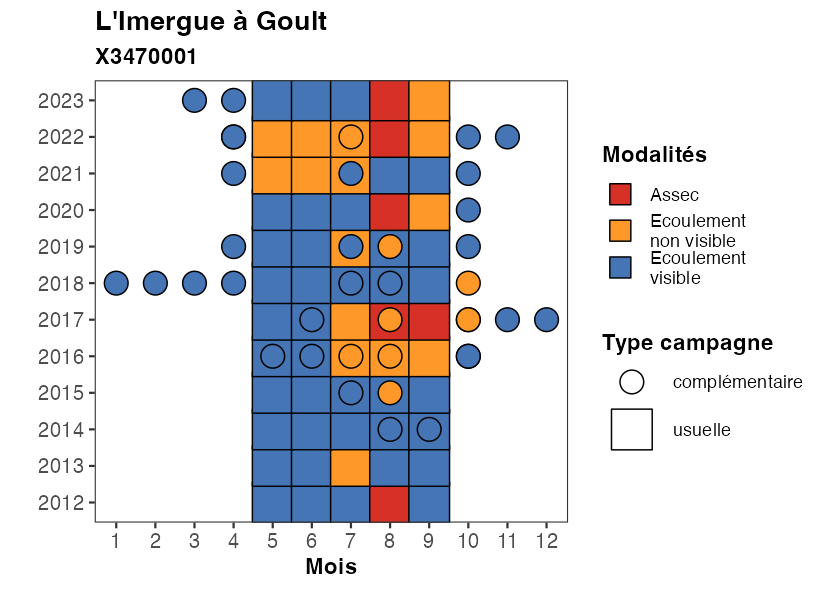 L'Imergue à Goult
X3470001
2023
2022
2021
2020
2019
2018
2017
2016
2015
2014
2013
2012
1 2 3 4 5 6 7 8 9 10 11 12
Mois
Modalités
Assec
Ecoulement
non visible
Ecoulement
visible
Type campagne
complémentaire
usuelle